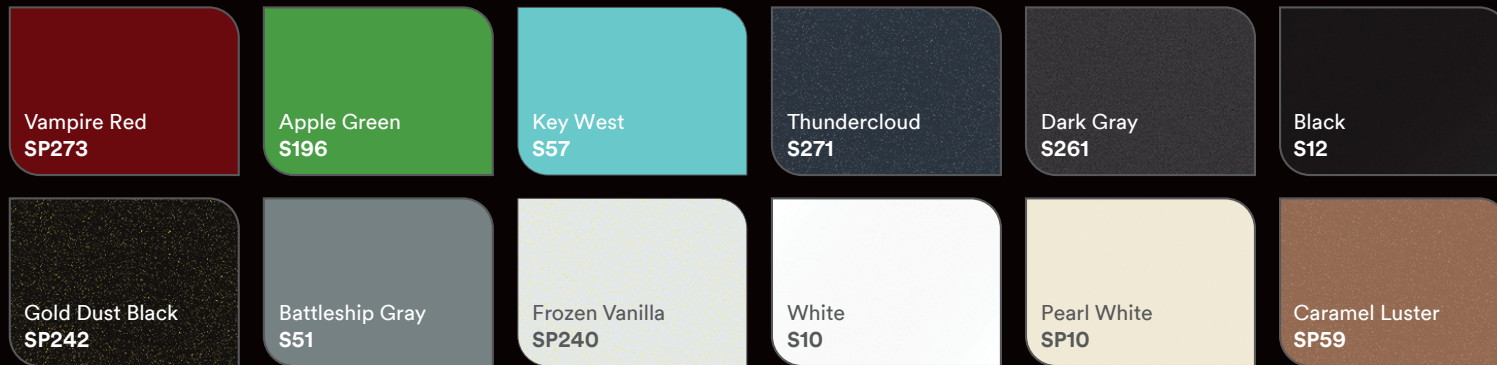 Vampire Red
SP273
Apple Green
S196
Key West
S57
Thundercloud
S271
Dark Gray
S261
Black
S12
Gold Dust Black
SP242
Battleship Gray
S51
Frozen Vanilla
SP240
White
S10
Pearl White
SP10
Caramel Luster
SP59